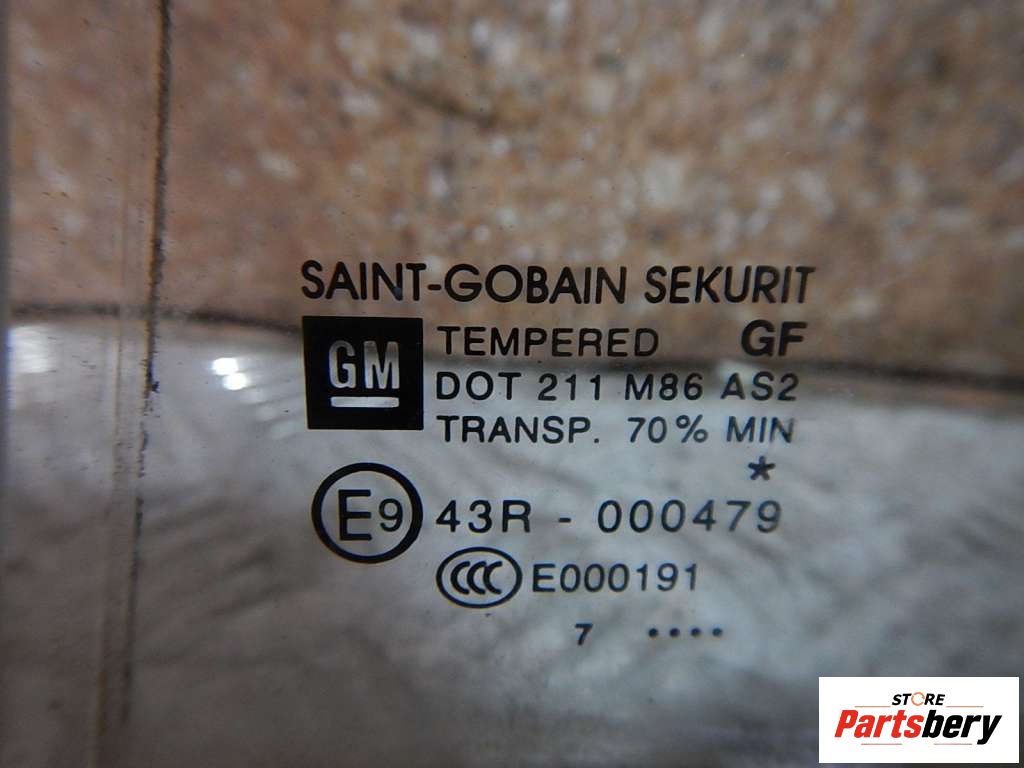 SAINT-GOBAIN SEKURIT
GM
TEMPERED GF
DOT 211 M86 AS2
TRANSP. 70% MIN
*
E9 43R - 000479
CCC E000191
7 ••••
STORE
Partsbery